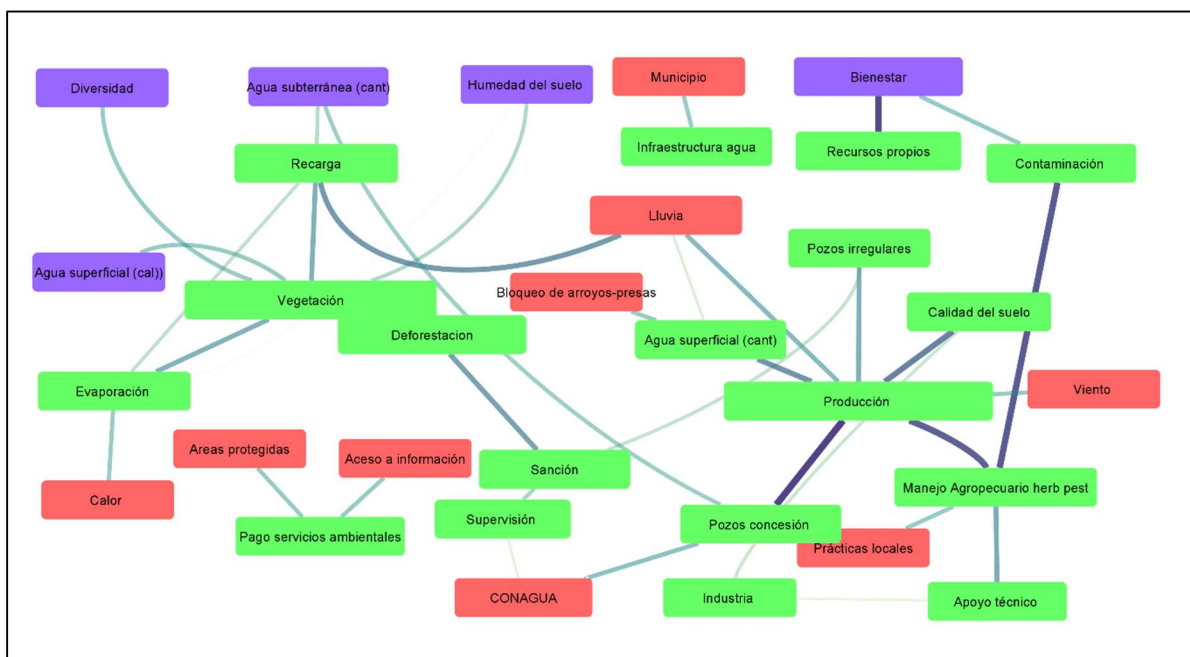 Municipio
Bienestar
Diversidad
Agua subterránea (cant)
Humedad del suelo
Infraestructura agua
Recursos propios
Recarga
Contaminación
Lluvia
Pozos irregulares
Agua superficial (cal))
Vegetación
Bloqueo de arroyos-presas
Calidad del suelo
Deforestacion
Agua superficial (cant)
Evaporación
Producción
Viento
Areas protegidas
Aceso a información
Sanción
Manejo Agropecuario herb pest
Calor
Supervisión
Pozos concesión
Pago servicios ambientales
Prácticas locales
CONAGUA
Industria
Apoyo técnico